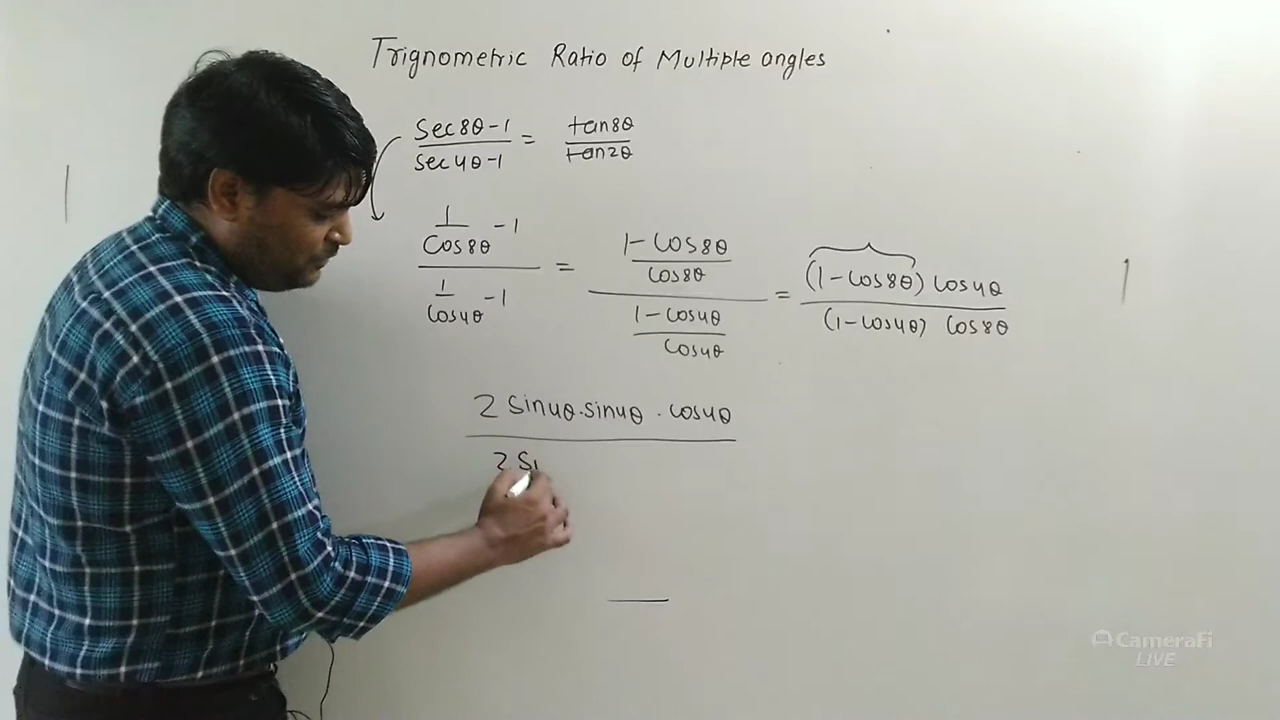 Trignometric Ratio of Multiple angles
sec8θ-1 / sec4θ-1 = tan8θ / tan2θ
(1/Cos8θ - 1) / (1/Cos4θ - 1) = ((1-Cos8θ)/Cos8θ) / ((1-Cos4θ)/Cos4θ) = (1-Cos8θ) Cos4θ / (1-Cos4θ) Cos8θ
2 Sin4θ.Sin4θ . Cos4θ
2 Si
CameraFi
LIVE